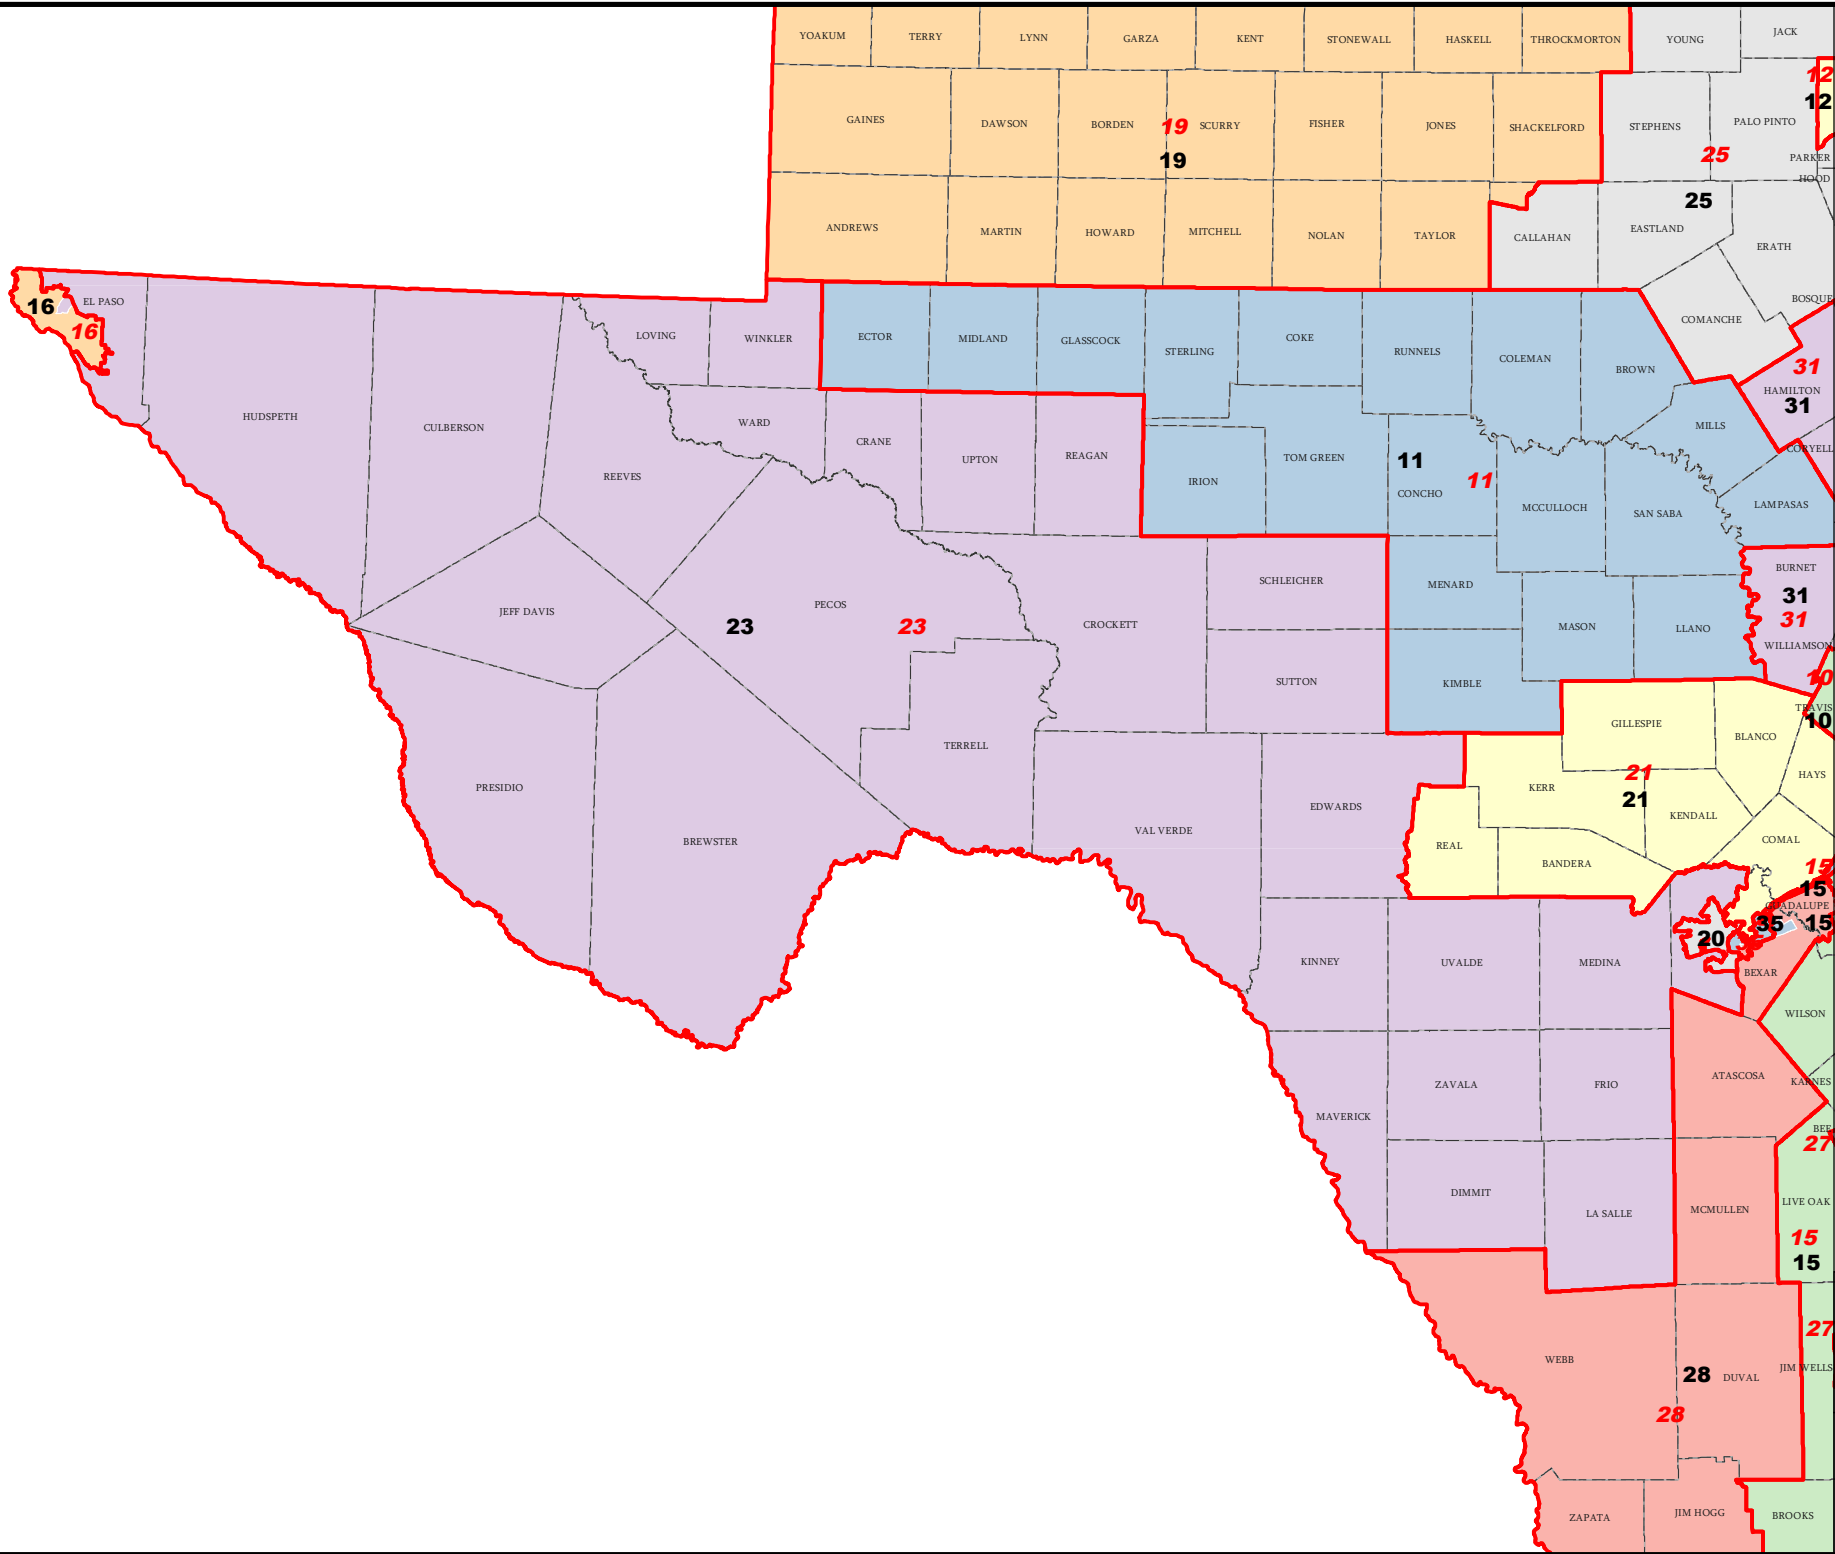 YOAKUM
TERRY
LYNN
GARZA
KENT
STONEWALL
HASKELL
THROCKMORTON
YOUNG
JACK
12
12
GAINES
DAWSON
BORDEN
19
SCURRY
FISHER
JONES
SHACKELFORD
STEPHENS
PALO PINTO
19
25
PARKER
HOOD
25
ANDREWS
MARTIN
HOWARD
MITCHELL
NOLAN
TAYLOR
CALLAHAN
EASTLAND
ERATH
16
EL PASO
16
BOSQUE
COMANCHE
LOVING
WINKLER
ECTOR
MIDLAND
GLASSCOCK
STERLING
COKE
RUNNELS
COLEMAN
BROWN
31
HAMILTON
31
HUDSPETH
CULBERSON
WARD
CRANE
UPTON
REAGAN
MILLS
CORYELL
REEVES
IRION
TOM GREEN
11
11
CONCHO
MCCULLOCH
SAN SABA
LAMPASAS
BURNET
31
31
WILLIAMSON
JEFF DAVIS
PECOS
23
23
CROCKETT
SCHLEICHER
MENARD
MASON
LLANO
SUTTON
KIMBLE
10
TRAVIS
10
TERRELL
GILLESPIE
BLANCO
HAYS
PRESIDIO
BREWSTER
VAL VERDE
EDWARDS
KERR
21
21
KENDALL
COMAL
REAL
BANDERA
15
15
GUADALUPE
20
35
15
BEXAR
KINNEY
UVALDE
MEDINA
WILSON
MAVERICK
ZAVALA
FRIO
ATASCOSA
KARNES
BEE
27
DIMMIT
LA SALLE
MCMULLEN
LIVE OAK
15
15
27
WEBB
28
DUVAL
JIM WELLS
28
ZAPATA
JIM HOGG
BROOKS